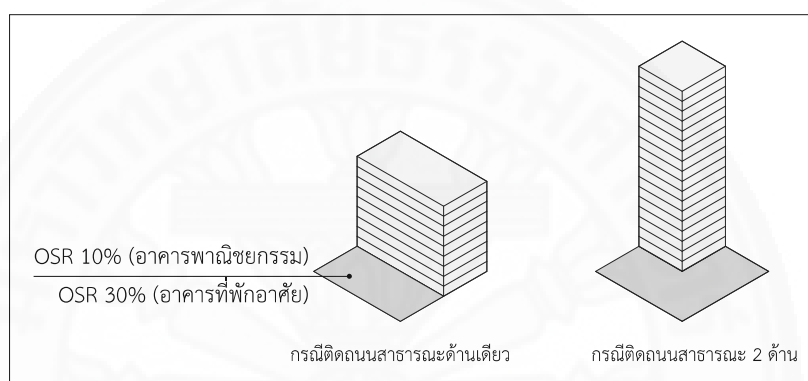 OSR 10% (อาคารพาณิชยกรรม)
OSR 30% (อาคารที่พักอาศัย)
กรณีติดถนนสาธารณะด้านเดียว
กรณีติดถนนสาธารณะ 2 ด้าน